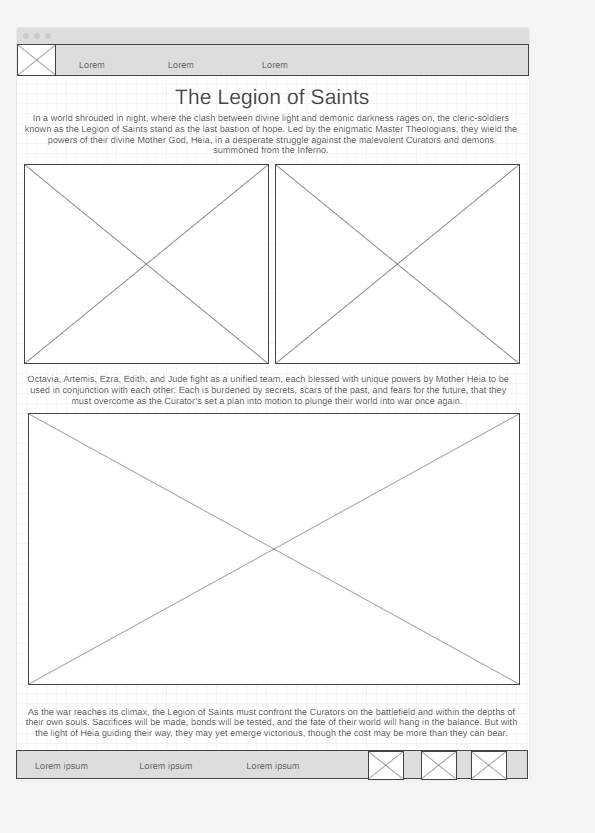 Lorem Lorem Lorem
The Legion of Saints
In a world shrouded in night, where the clash between divine light and demonic darkness rages on, the cleric-soldiers
known as the Legion of Saints stand as the last bastion of hope. Led by the enigmatic Master Theologians, they wield the
powers of their divine Mother God, Heia, in a desperate struggle against the malevolent Curators and demons
summoned from the Inferno.
Octavia, Artemis, Ezra, Edith, and Jude fight as a unified team, each blessed with unique powers by Mother Heia to be
used in conjunction with each other. Each is burdened by secrets, scars of the past, and fears for the future, that they
must overcome as the Curator's set a plan into motion to plunge their world into war once again.
As the war reaches its climax, the Legion of Saints must confront the Curators on the battlefield and within the depths of
their own souls. Sacrifices will be made, bonds will be tested, and the fate of their world will hang in the balance. But with
the light of Heia guiding their way, they may yet emerge victorious, though the cost may be more than they can bear.
Lorem ipsum Lorem ipsum Lorem ipsum